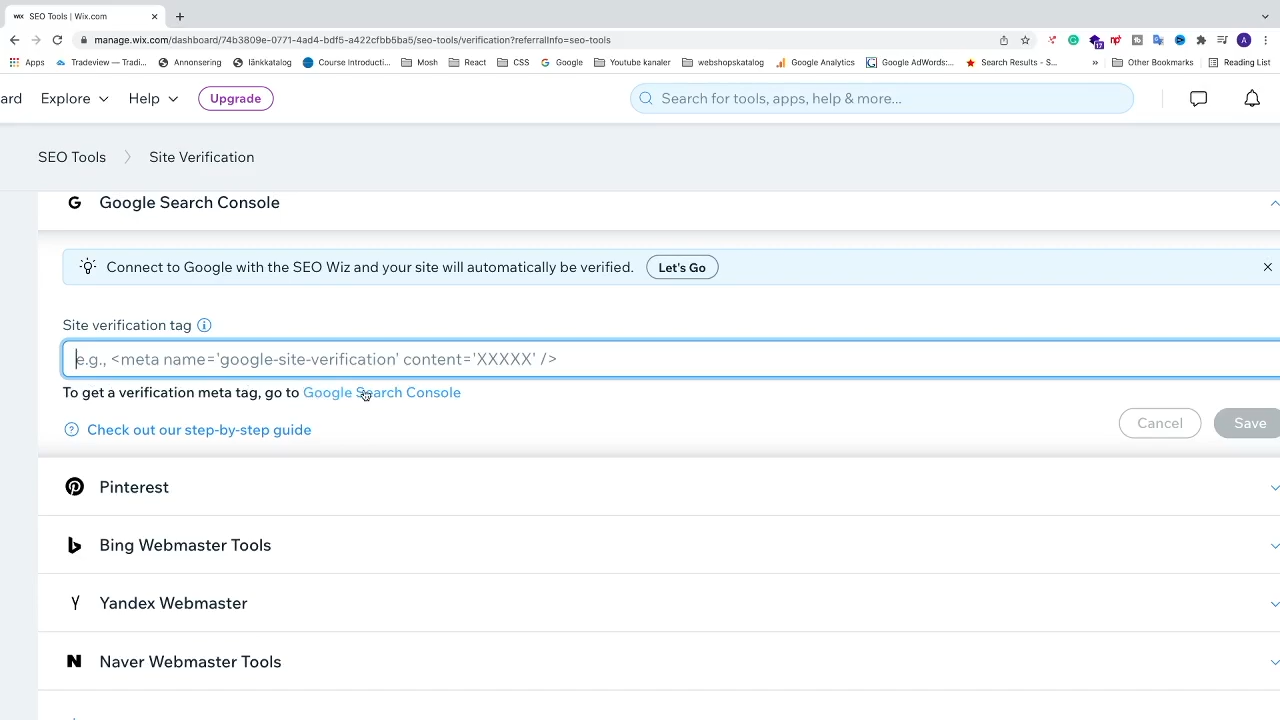 WIX SEO Tools | Wix.com
manage.wix.com/dashboard/74b3809e-0771-4ad4-bdf5-a422cfbb5ba5/seo-tools/verification?referralInfo=seo-tools
Apps Tradeview – Tradi... Annonsering länkkatalog Course Introducti... Mosh React CSS Google Youtube kanaler webshopskatalog Google Analytics Google AdWords:... Search Results - S... » Other Bookmarks Reading List
ard Explore Help Upgrade Search for tools, apps, help & more...
SEO Tools Site Verification
G Google Search Console
Connect to Google with the SEO Wiz and your site will automatically be verified. Let's Go
Site verification tag
e.g., <meta name='google-site-verification' content='XXXXX' />
To get a verification meta tag, go to Google Search Console
Check out our step-by-step guide Cancel Save
Pinterest
Bing Webmaster Tools
Yandex Webmaster
N Naver Webmaster Tools